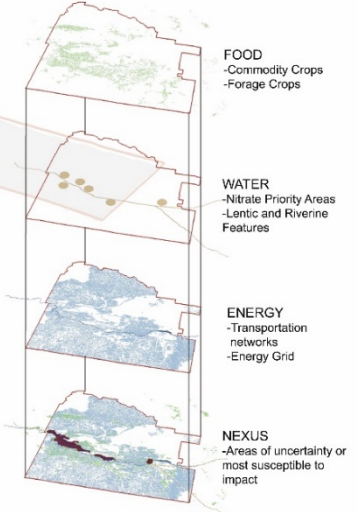 FOOD
-Commodity Crops
-Forage Crops
WATER
-Nitrate Priority Areas
-Lentic and Riverine
Features
ENERGY
-Transportation
networks
-Energy Grid
NEXUS
-Areas of uncertainty or
most susceptible to
impact